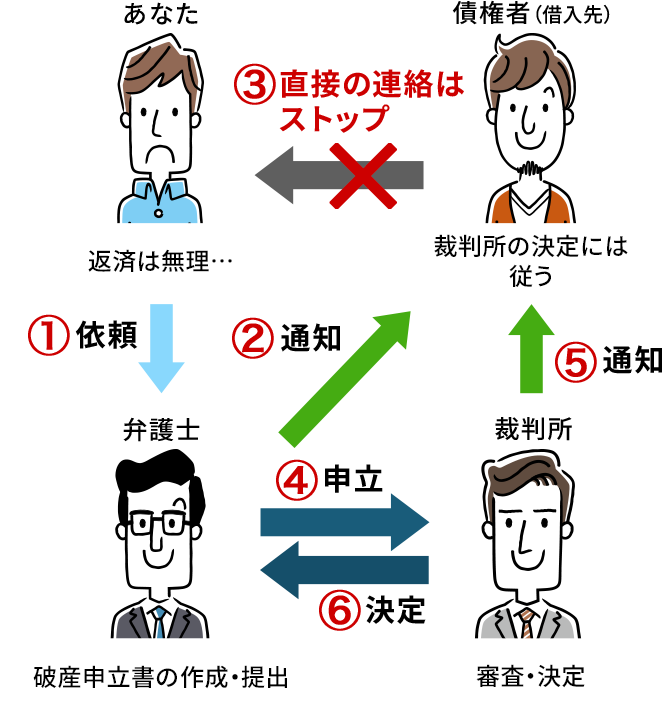 あなた
債権者（借入先）
③直接の連絡は
ストップ
返済は無理…
裁判所の決定には
従う
①依頼
②通知
⑤通知
弁護士
裁判所
④申立
⑥決定
破産申立書の作成・提出
審査・決定